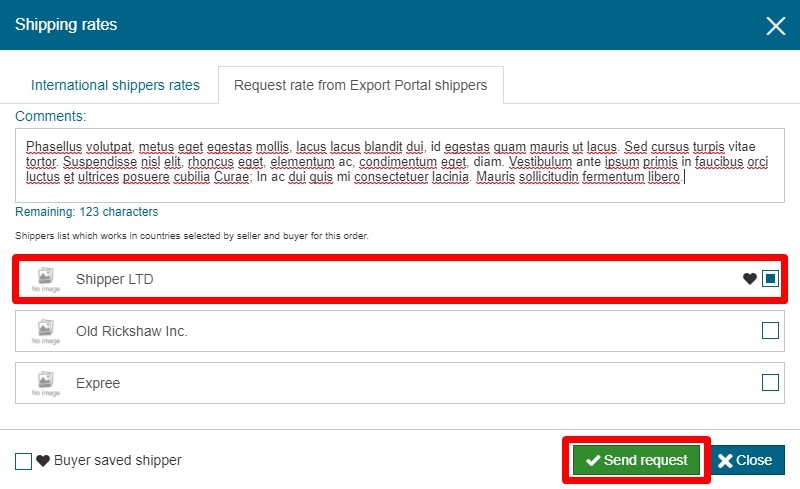 Shipping rates
International shippers rates
Request rate from Export Portal shippers
Comments:
Phasellus volutpat, metus eget egestas mollis, lacus lacus blandit dui, id egestas quam mauris ut lacus. Sed cursus turpis vitae
tortor. Suspendisse nisl elit, rhoncus eget, elementum ac, condimentum eget, diam. Vestibulum ante ipsum primis in faucibus orci
luctus et ultrices posuere cubilia Curae; In ac dui quis mi consectetuer lacinia. Mauris sollicitudin fermentum libero.
Remaining: 123 characters
Shippers list which works in countries selected by seller and buyer for this order.
No Image
Shipper LTD
No Image
Old Rickshaw Inc.
No Image
Expree
Buyer saved shipper
Send request
Close